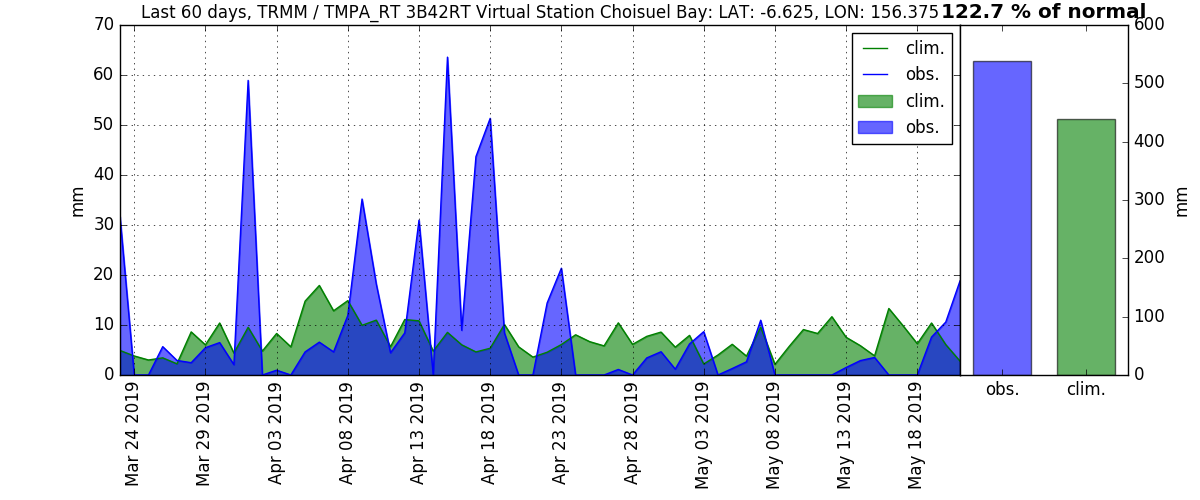 Last 60 days, TRMM / TMPA_RT 3B42RT Virtual Station Choisuel Bay: LAT: -6.625, LON: 156.375
122.7 % of normal
70
60
50
40
30
20
10
0
mm
clim.
obs.
clim.
obs.
600
500
400
300
200
100
0
mm
Mar 24 2019
Mar 29 2019
Apr 03 2019
Apr 08 2019
Apr 13 2019
Apr 18 2019
Apr 23 2019
Apr 28 2019
May 03 2019
May 08 2019
May 13 2019
May 18 2019
obs.
clim.